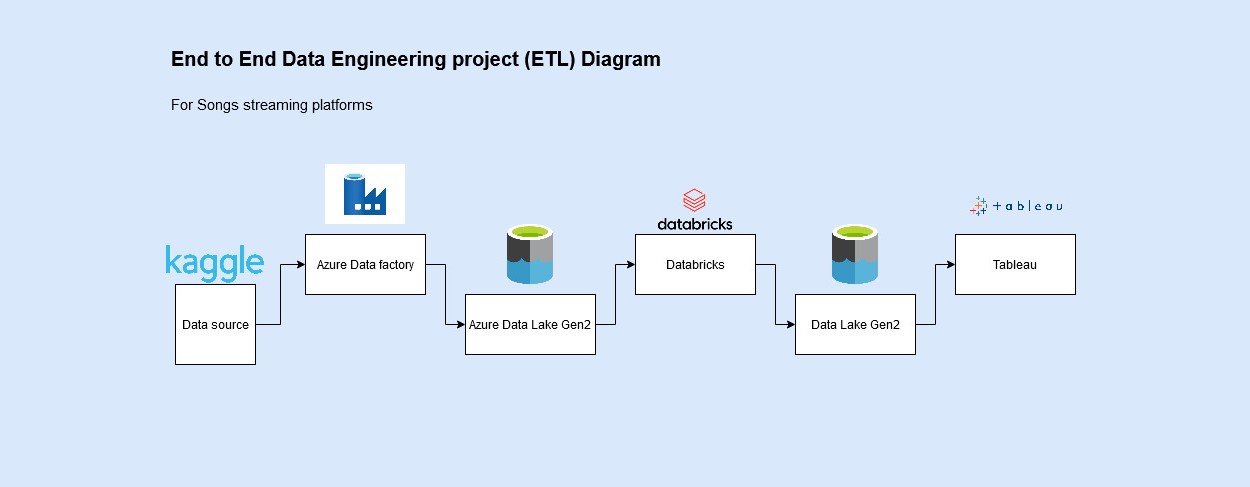 End to End Data Engineering project (ETL) Diagram
For Songs streaming platforms
kaggle
Data source
Azure Data factory
Azure Data Lake Gen2
databricks
Databricks
Data Lake Gen2
tableau
Tableau